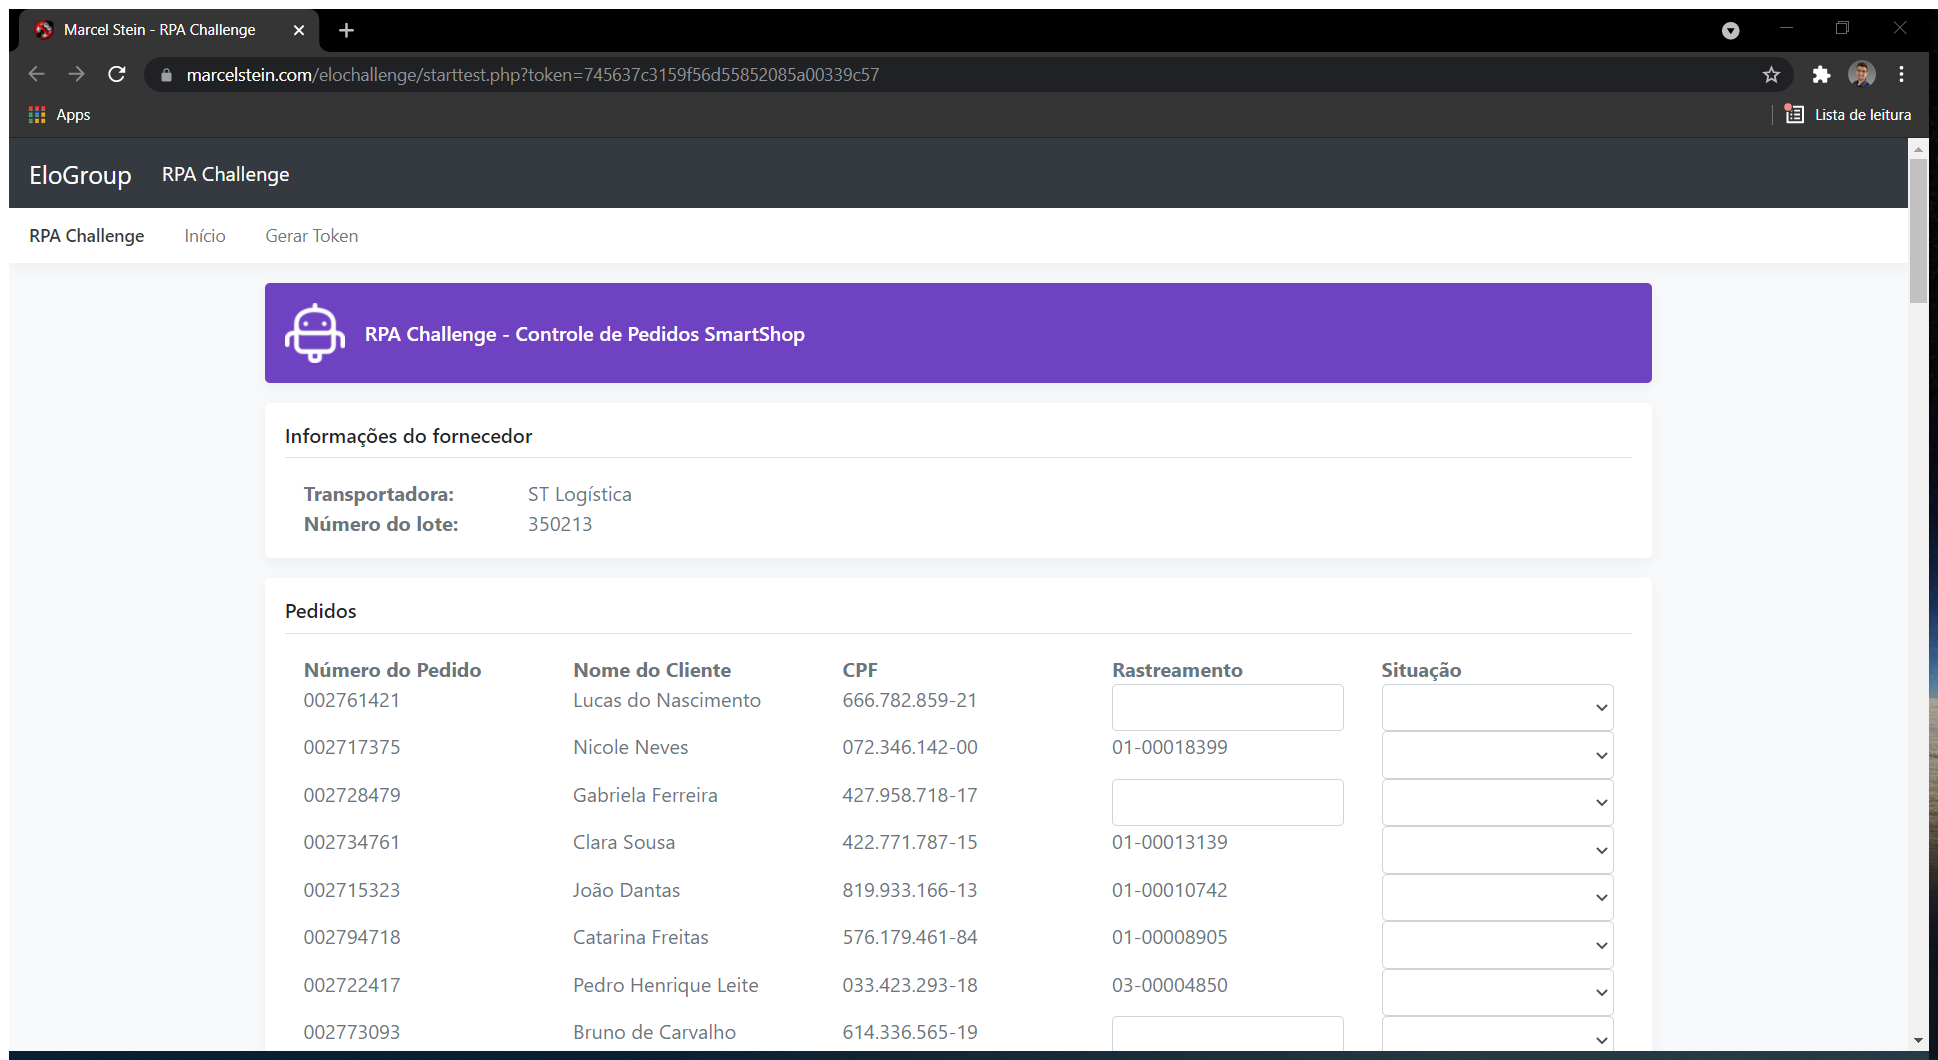 Marcel Stein - RPA Challenge
marcelstein.com/elochallenge/starttest.php?token=745637c3159f56d55852085a00339c57
Apps
Lista de leitura
EloGroup RPA Challenge
RPA Challenge Início Gerar Token
RPA Challenge - Controle de Pedidos SmartShop
Informações do fornecedor
Transportadora: ST Logística
Número do lote: 350213
Pedidos
Número do Pedido Nome do Cliente CPF Rastreamento Situação
002761421 Lucas do Nascimento 666.782.859-21
002717375 Nicole Neves 072.346.142-00 01-00018399
002728479 Gabriela Ferreira 427.958.718-17
002734761 Clara Sousa 422.771.787-15 01-00013139
002715323 João Dantas 819.933.166-13 01-00010742
002794718 Catarina Freitas 576.179.461-84 01-00008905
002722417 Pedro Henrique Leite 033.423.293-18 03-00004850
002773093 Bruno de Carvalho 614.336.565-19